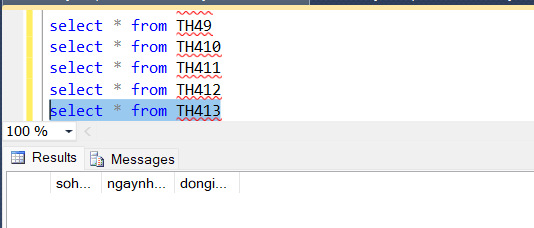 select * from TH49
select * from TH410
select * from TH411
select * from TH412
select * from TH413
100 %
Results Messages
soh... ngaynh... dongi...